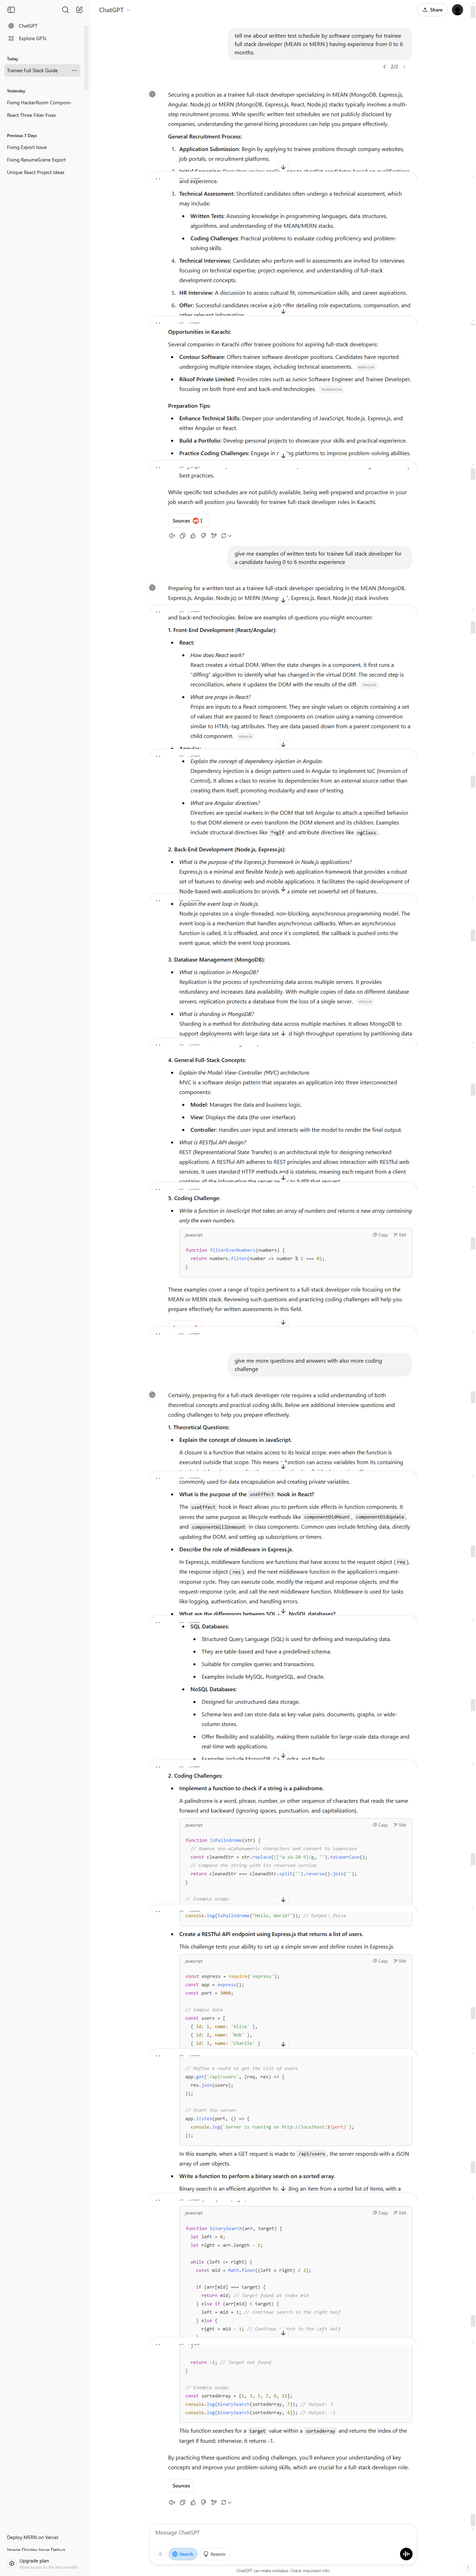 ChatGPT
Explore GPTs
Today
Trainee Full Stack Guide
Yesterday
Fixing HackerRoom Compone
React Three Fiber Fixes
Previous 7 Days
Fixing Export Issue
Fixing ResumeScene Export
Unique React Project Ideas
Deploy MERN on Vercel
Upgrade plan
More access to the best models
ChatGPT
Share
tell me about written test schedule by software company for trainee
full stack developer (MEAN or MERN ) having experience from 0 to 6
months.
2/2
Securing a position as a trainee full-stack developer specializing in MEAN (MongoDB, Express.js,
Angular, Node.js) or MERN (MongoDB, Express.js, React, Node.js) stacks typically involves a multi-
step recruitment process. While specific written test schedules are not publicly disclosed by
companies, understanding the general hiring procedures can help you prepare effectively.
General Recruitment Process:
1. Application Submission: Begin by applying to trainee positions through company websites,
job portals, or recruitment platforms.
and experience.
3. Technical Assessment: Shortlisted candidates often undergo a technical assessment, which
may include:
Written Tests: Assessing knowledge in programming languages, data structures,
algorithms, and understanding of the MEAN/MERN stacks.
Coding Challenges: Practical problems to evaluate coding proficiency and problem-
solving skills.
4. Technical Interviews: Candidates who perform well in assessments are invited for interviews
focusing on technical expertise, project experience, and understanding of full-stack
development concepts.
5. HR Interview: A discussion to assess cultural fit, communication skills, and career aspirations.
6. Offer: Successful candidates receive a job offer detailing role expectations, compensation, and
other relevant information.
Opportunities in Karachi:
Several companies in Karachi offer trainee positions for aspiring full-stack developers:
Contour Software: Offers trainee software developer positions. Candidates have reported
undergoing multiple interview stages, including technical assessments.
Riksof Private Limited: Provides roles such as Junior Software Engineer and Trainee Developer,
focusing on both front-end and back-end technologies.
Preparation Tips:
Enhance Technical Skills: Deepen your understanding of JavaScript, Node.js, Express.js, and
either Angular or React.
Build a Portfolio: Develop personal projects to showcase your skills and practical experience.
Practice Coding Challenges: Engage in platforms to improve problem-solving abilities.
best practices.
While specific test schedules are not publicly available, being well-prepared and proactive in your
job search will position you favorably for trainee full-stack developer roles in Karachi.
Sources
give me examples of written tests for trainee full stack developer for
a candidate having 0 to 6 months experience
Preparing for a written test as a trainee full-stack developer specializing in the MEAN (MongoDB,
Express.js, Angular, Node.js) or MERN Express.js, React, Node.js) stack involves
and back-end technologies. Below are examples of questions you might encounter:
1. Front-End Development (React/Angular):
React:
How does React work?
React creates a virtual DOM. When the state changes in a component, it first runs a
"diffing" algorithm to identify what has changed in the virtual DOM. The second step is
reconciliation, where it updates the DOM with the results of the diff.
What are props in React?
Props are inputs to a React component. They are single values or objects containing a set
of values that are passed to React components on creation using a naming convention
similar to HTML-tag attributes. They are data passed down from a parent component to a
child component.
Angular:
Explain the concept of dependency injection in Angular.
Dependency injection is a design pattern used in Angular to implement IoC (Inversion of
Control). It allows a class to receive its dependencies from an external source rather than
creating them itself, promoting modularity and ease of testing.
What are Angular directives?
Directives are special markers in the DOM that tell Angular to attach a specified behavior
to that DOM element or even transform the DOM element and its children. Examples
include structural directives like *ngIf and attribute directives like ngClass.
2. Back-End Development (Node.js, Express.js):
What is the purpose of the Express.js framework in Node.js applications?
Express.js is a minimal and flexible Node.js web application framework that provides a robust
set of features to develop web and mobile applications. It facilitates the rapid development of
Node-based web applications by a simple yet powerful set of features.
Explain the event loop in Node.js.
Node.js operates on a single-threaded, non-blocking, asynchronous programming model. The
event loop is a mechanism that handles asynchronous operations. When an asynchronous
function is called, it is offloaded, and once it's completed, the callback is pushed onto the
event queue, which the event loop processes.
3. Database Management (MongoDB):
What is replication in MongoDB?
Replication is the process of synchronizing data across multiple servers. It provides
redundancy and increases data availability. With multiple copies of data on different database
servers, replication protects a database from the loss of a single server.
What is sharding in MongoDB?
Sharding is a method for distributing data across multiple machines. It allows MongoDB to
support deployments with large data high throughput operations by partitioning data
4. General Full-Stack Concepts:
Explain the Model-View-Controller (MVC) architecture.
MVC is a software design pattern that separates an application into three interconnected
components:
Model: Manages the data and business logic.
View: Displays the data (the user interface).
Controller: Handles user input and interacts with the model to render the final output.
What is RESTful API design?
REST (Representational State Transfer) is an architectural style for designing networked
applications. A RESTful API adheres to REST principles and allows interaction with RESTful web
services. It uses standard HTTP methods and is stateless, meaning each request from a client
5. Coding Challenge:
Write a function in JavaScript that takes an array of numbers and returns a new array containing
only the even numbers.
javascript
Copy
Edit
function filterEvenNumbers(numbers) {
return numbers.filter(number => number % 2 === 0);
}
These examples cover a range of topics pertinent to a full-stack developer role focusing on the
MEAN or MERN stack. Reviewing these questions and practicing coding challenges will help you
prepare effectively for written assessments in this field.
give me more questions and answers with also more coding
challenge
Certainly, preparing for a full-stack developer role requires a solid understanding of both
theoretical concepts and practical coding skills. Below are additional interview questions and
coding challenges to help you prepare effectively.
1. Theoretical Questions:
Explain the concept of closures in JavaScript.
A closure is a function that retains access to its lexical scope, even when the function is
executed outside that scope. This means function can access variables from its containing
commonly used for data encapsulation and creating private variables.
What is the purpose of the useEffect hook in React?
The useEffect hook in React allows you to perform side effects in function components. It
serves the same purpose as lifecycle methods like componentDidMount, componentDidUpdate,
and componentWillUnmount in class components. Common uses include fetching data, directly
updating the DOM, and setting up subscriptions or timers.
Describe the role of middleware in Express.js.
In Express.js, middleware functions are functions that have access to the request object (req),
the response object (res), and the next middleware function in the application's request-
response cycle. They can execute code, modify the request and response objects, end the
request-response cycle, and call the next middleware function. Middleware is used for tasks
like logging, authentication, and handling errors.
What are the differences between SQL NoSQL databases?
SQL Databases:
Structured Query Language (SQL) is used for defining and manipulating data.
They are table-based and have a predefined schema.
Suitable for complex queries and transactions.
Examples include MySQL, PostgreSQL, and Oracle.
NoSQL Databases:
Designed for unstructured data storage.
Schema-less and can store data as key-value pairs, documents, graphs, or wide-
column stores.
Offer flexibility and scalability, making them suitable for large-scale data storage and
real-time web applications.
2. Coding Challenges:
Implement a function to check if a string is a palindrome.
A palindrome is a word, phrase, number, or other sequence of characters that reads the same
forward and backward (ignoring spaces, punctuation, and capitalization).
javascript
Copy
Edit
function isPalindrome(str) {
// Remove non-alphanumeric characters and convert to lowercase
const cleanedStr = str.replace(/[^a-zA-Z0-9]/g, '').toLowerCase();
// Compare the string with its reversed version
return cleanedStr === cleanedStr.split('').reverse().join('');
}
// Example usage:
console.log(isPalindrome("Hello, World!")); // Output: false
Create a RESTful API endpoint using Express.js that returns a list of users.
This challenge tests your ability to set up a simple server and define routes in Express.js.
javascript
Copy
Edit
const express = require('express');
const app = express();
const port = 3000;
// Sample data
const users = [
{ id: 1, name: 'Alice' },
{ id: 2, name: 'Bob' },
{ id: 3, name: 'Charlie' }
// Define a route to get the list of users
app.get('/api/users', (req, res) => {
res.json(users);
});
// Start the server
app.listen(port, () => {
console.log(`Server is running on http://localhost:${port}`);
});
In this example, when a GET request is made to /api/users, the server responds with a JSON
array of user objects.
Write a function to perform a binary search on a sorted array.
Binary search is an efficient algorithm an item from a sorted list of items, with a
javascript
Copy
Edit
function binarySearch(arr, target) {
let left = 0;
let right = arr.length - 1;
while (left <= right) {
const mid = Math.floor((left + right) / 2);
if (arr[mid] === target) {
return mid; // Target found at index mid
} else if (arr[mid] < target) {
left = mid + 1; // Continue search in the right half
} else {
right = mid - 1; // Continue search in the left half
}
return -1; // Target not found
}
// Example usage:
const sortedArray = [1, 3, 5, 7, 9, 11];
console.log(binarySearch(sortedArray, 7)); // Output: 3
console.log(binarySearch(sortedArray, 4)); // Output: -1
This function searches for a target value within a sortedArray and returns the index of the
target if found; otherwise, it returns -1.
By practicing these questions and coding challenges, you'll enhance your understanding of key
concepts and improve your problem-solving skills, which are crucial for a full-stack developer role.
Sources
Message ChatGPT
Search
Reason
ChatGPT can make mistakes. Check important info.